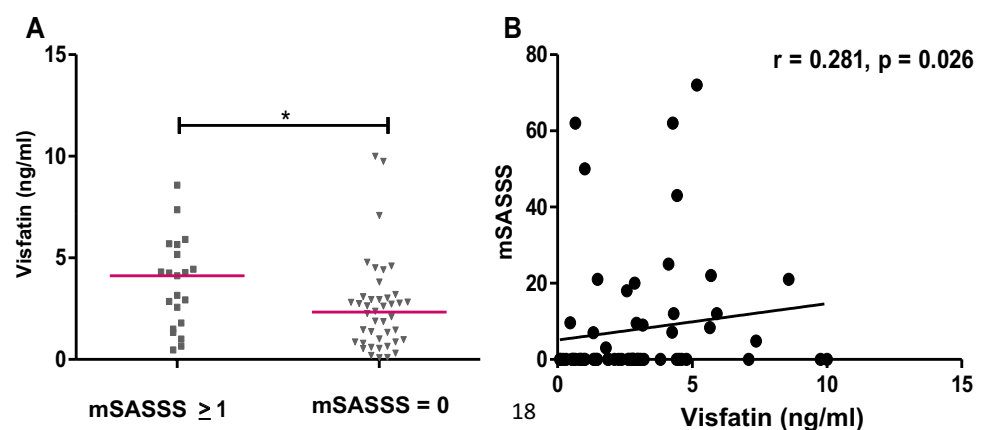 A
15
10
5
0
Visfatin (ng/ml)
*
mSASSS ≥ 1
mSASSS = 0
18
B
80
60
40
20
0
mSASSS
r = 0.281, p = 0.026
0
5
10
15
Visfatin (ng/ml)